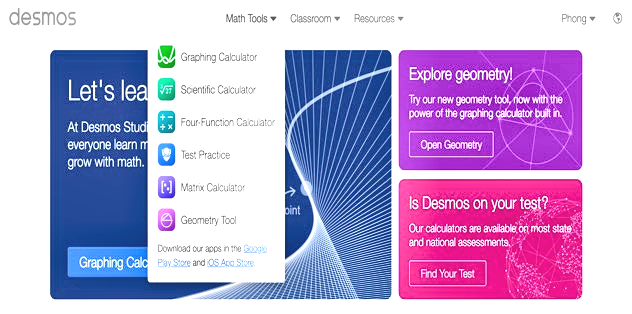 desmos
Math Tools
Classroom
Resources
Phong
Let's lea
At Desmos Studi
everyone learn m
grow with math.
Graphing Calc
Graphing Calculator
Scientific Calculator
Four-Function Calculator
Test Practice
Matrix Calculator
Geometry Tool
Download our apps in the Google
Play Store and iOS App Store.
oint
Explore geometry!
Try our new geometry tool, now with the
power of the graphing calculator built in.
Open Geometry
Is Desmos on your test?
Our calculators are available on most state
and national assessments.
Find Your Test